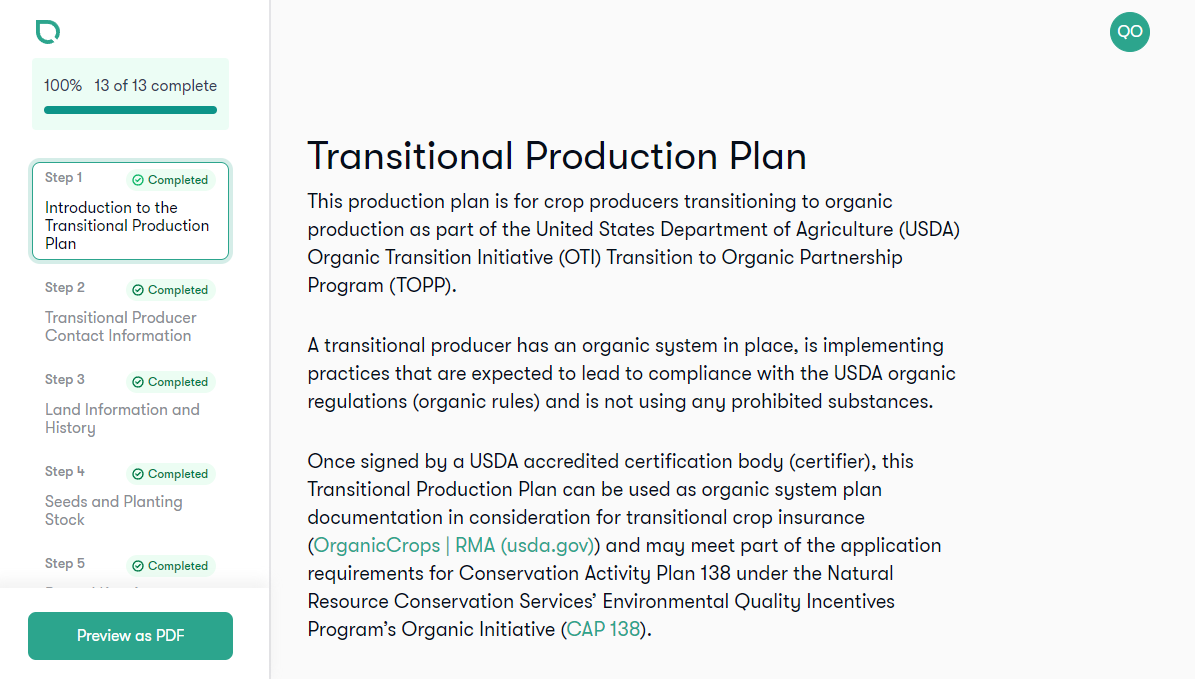 QO
100% 13 of 13 complete
Step 1 Completed
Introduction to the
Transitional Production
Plan
Step 2 Completed
Transitional Producer
Contact Information
Step 3 Completed
Land Information and
History
Step 4 Completed
Seeds and Planting
Stock
Step 5 Completed
Preview as PDF
Transitional Production Plan
This production plan is for crop producers transitioning to organic
production as part of the United States Department of Agriculture (USDA)
Organic Transition Initiative (OTI) Transition to Organic Partnership
Program (TOPP).
A transitional producer has an organic system in place, is implementing
practices that are expected to lead to compliance with the USDA organic
regulations (organic rules) and is not using any prohibited substances.
Once signed by a USDA accredited certification body (certifier), this
Transitional Production Plan can be used as organic system plan
documentation in consideration for transitional crop insurance
(OrganicCrops | RMA (usda.gov)) and may meet part of the application
requirements for Conservation Activity Plan 138 under the Natural
Resource Conservation Services’ Environmental Quality Incentives
Program’s Organic Initiative (CAP 138).